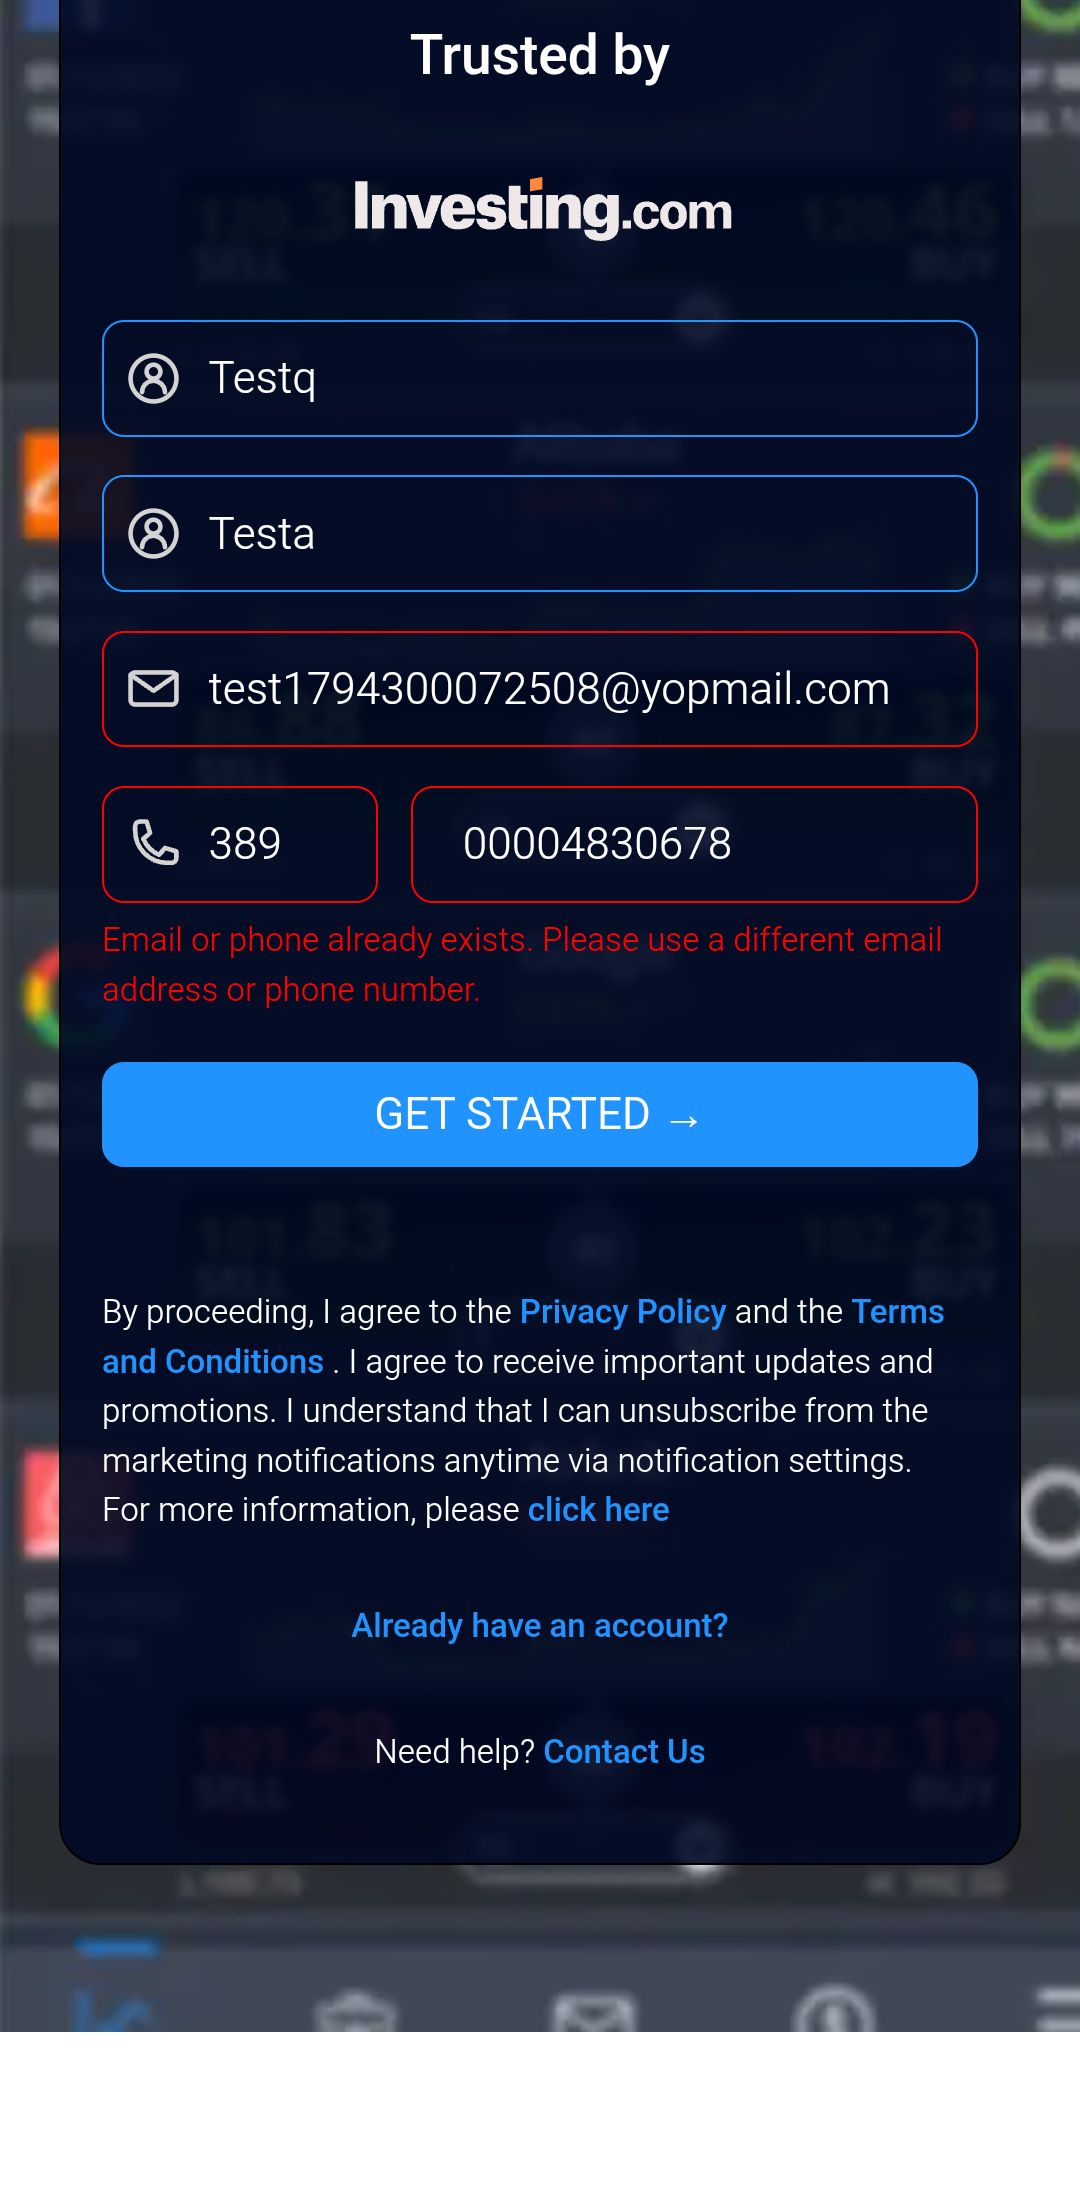 Trusted by
Investing.com
Testq
Testa
test1794300072508@yopmail.com
389
00004830678
Email or phone already exists. Please use a different email
address or phone number.
GET STARTED →
By proceeding, I agree to the Privacy Policy and the Terms
and Conditions . I agree to receive important updates and
promotions. I understand that I can unsubscribe from the
marketing notifications anytime via notification settings.
For more information, please click here
Already have an account?
Need help? Contact Us